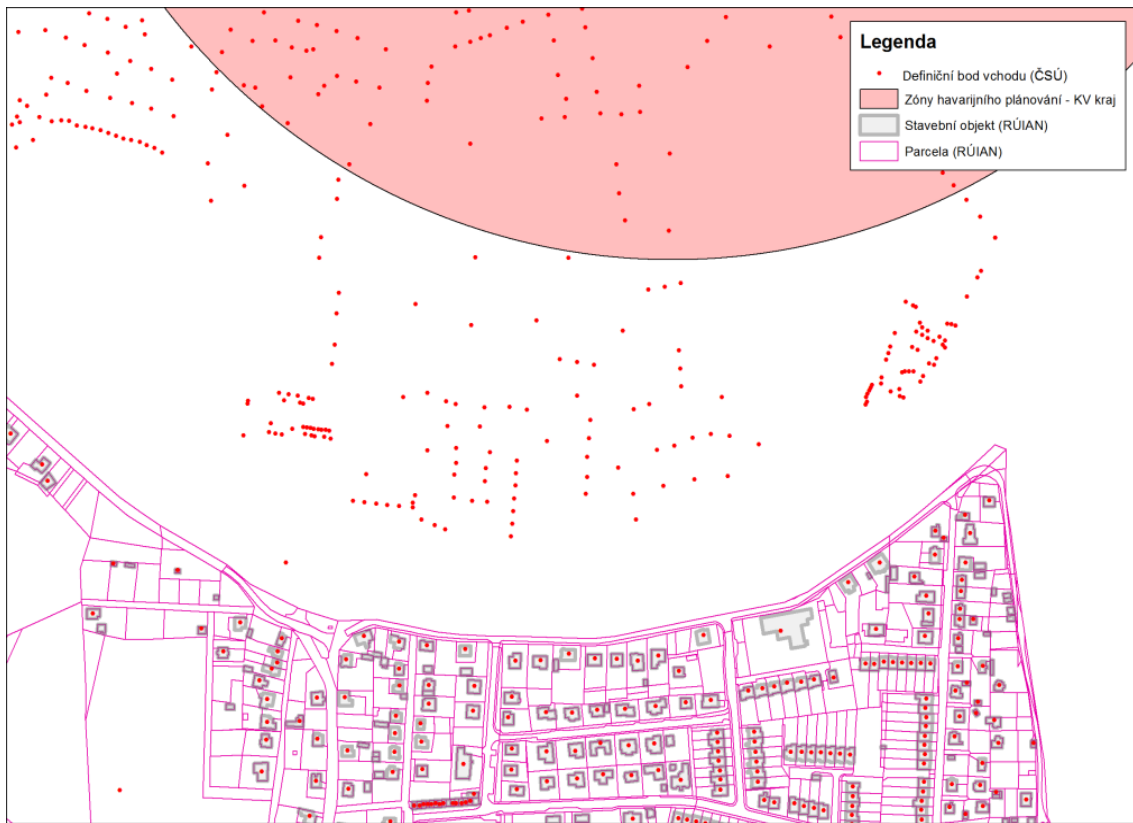 Legenda
Definiční bod vchodu (ČSÚ)
Zóny havarijního plánování - KV kraj
Stavební objekt (RÚIAN)
Parcela (RÚIAN)